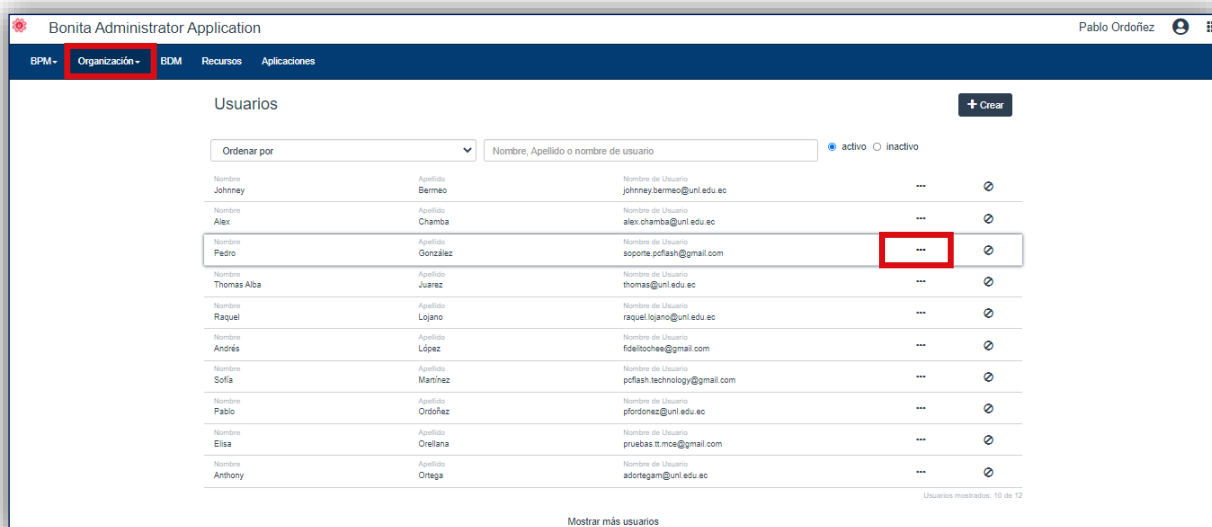 Bonita Administrator Application Pablo Ordoñez
BPM Organización BDM Recursos Aplicaciones
Usuarios + Crear
Ordenar por Nombre, Apellido o nombre de usuario activo inactivo
Nombre Apellido Nombre de Usuario
Johnney Bermeo johnney.bermeo@unl.edu.ec ...
Nombre Apellido Nombre de Usuario
Alex Chamba alex.chamba@unl.edu.ec ...
Nombre Apellido Nombre de Usuario
Pedro González soporte.pcflash@gmail.com ...
Nombre Apellido Nombre de Usuario
Thomas Alba Juarez thomas@unl.edu.ec ...
Nombre Apellido Nombre de Usuario
Raquel Lojano raquel.lojano@unl.edu.ec ...
Nombre Apellido Nombre de Usuario
Andrés López fidelitochee@gmail.com ...
Nombre Apellido Nombre de Usuario
Sofía Martínez pcflash.technology@gmail.com ...
Nombre Apellido Nombre de Usuario
Pablo Ordoñez pfordonez@unl.edu.ec ...
Nombre Apellido Nombre de Usuario
Elisa Orellana pruebas.tt.mce@gmail.com ...
Nombre Apellido Nombre de Usuario
Anthony Ortega adortegam@unl.edu.ec ...
Usuarios mostrados: 10 de 12
Mostrar más usuarios